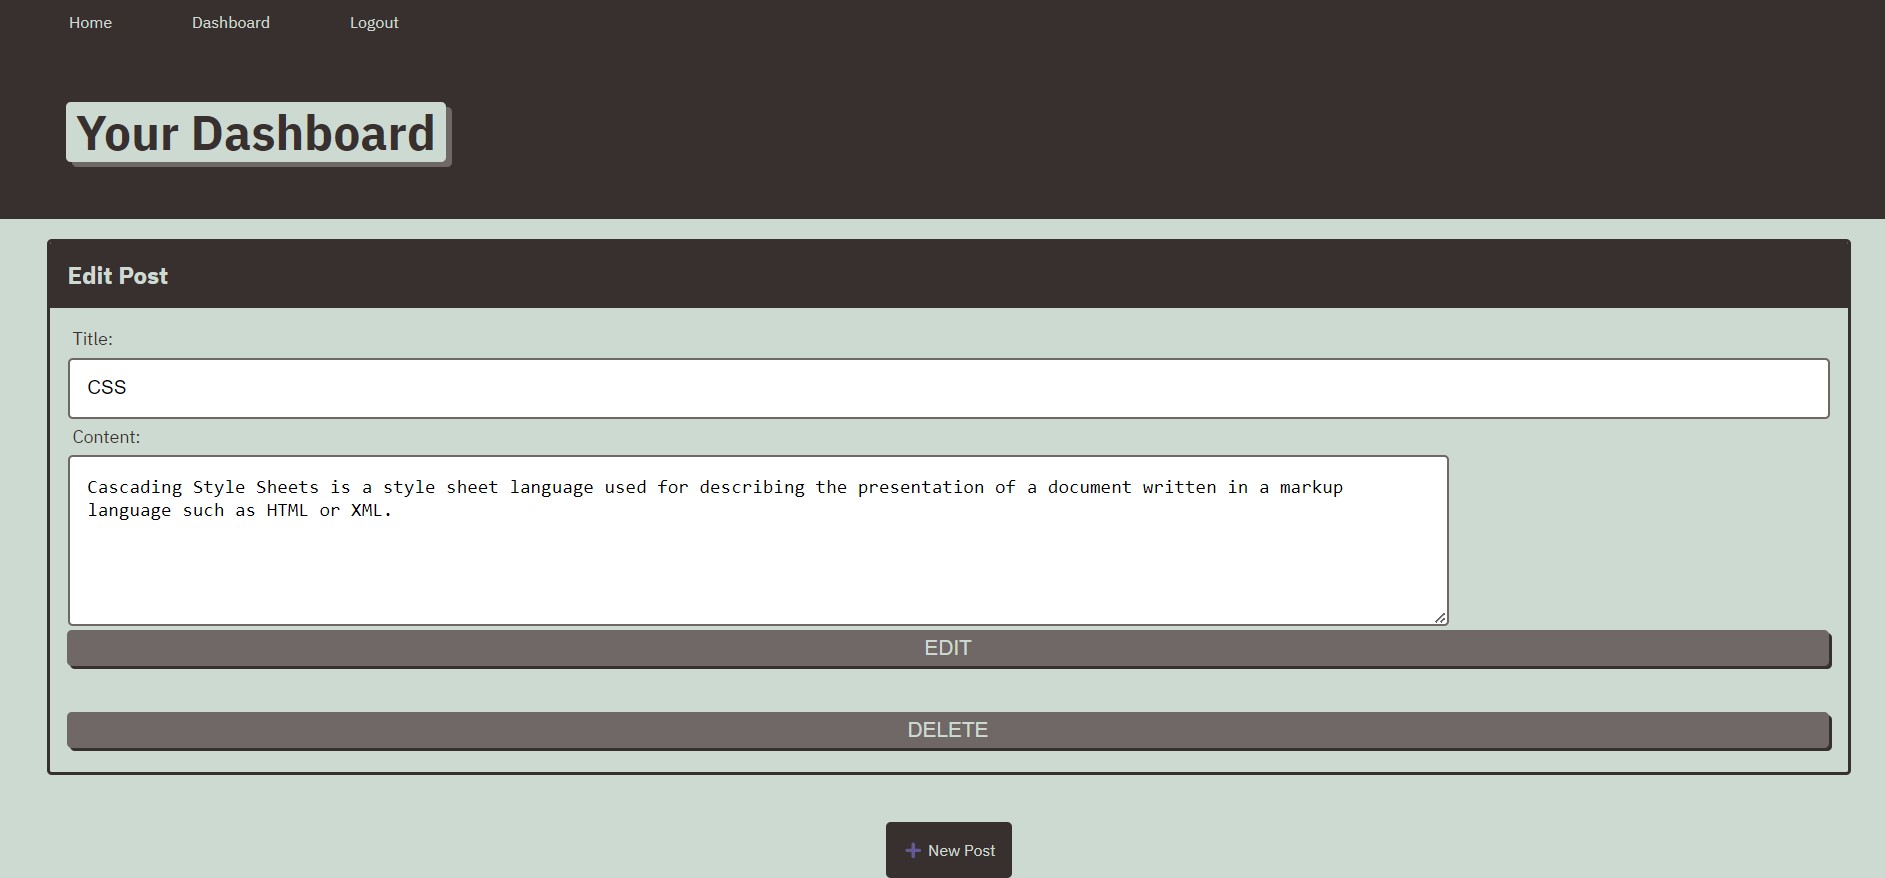 Home Dashboard Logout
Your Dashboard
Edit Post
Title:
CSS
Content:
Cascading Style Sheets is a style sheet language used for describing the presentation of a document written in a markup
language such as HTML or XML.
EDIT
DELETE
New Post